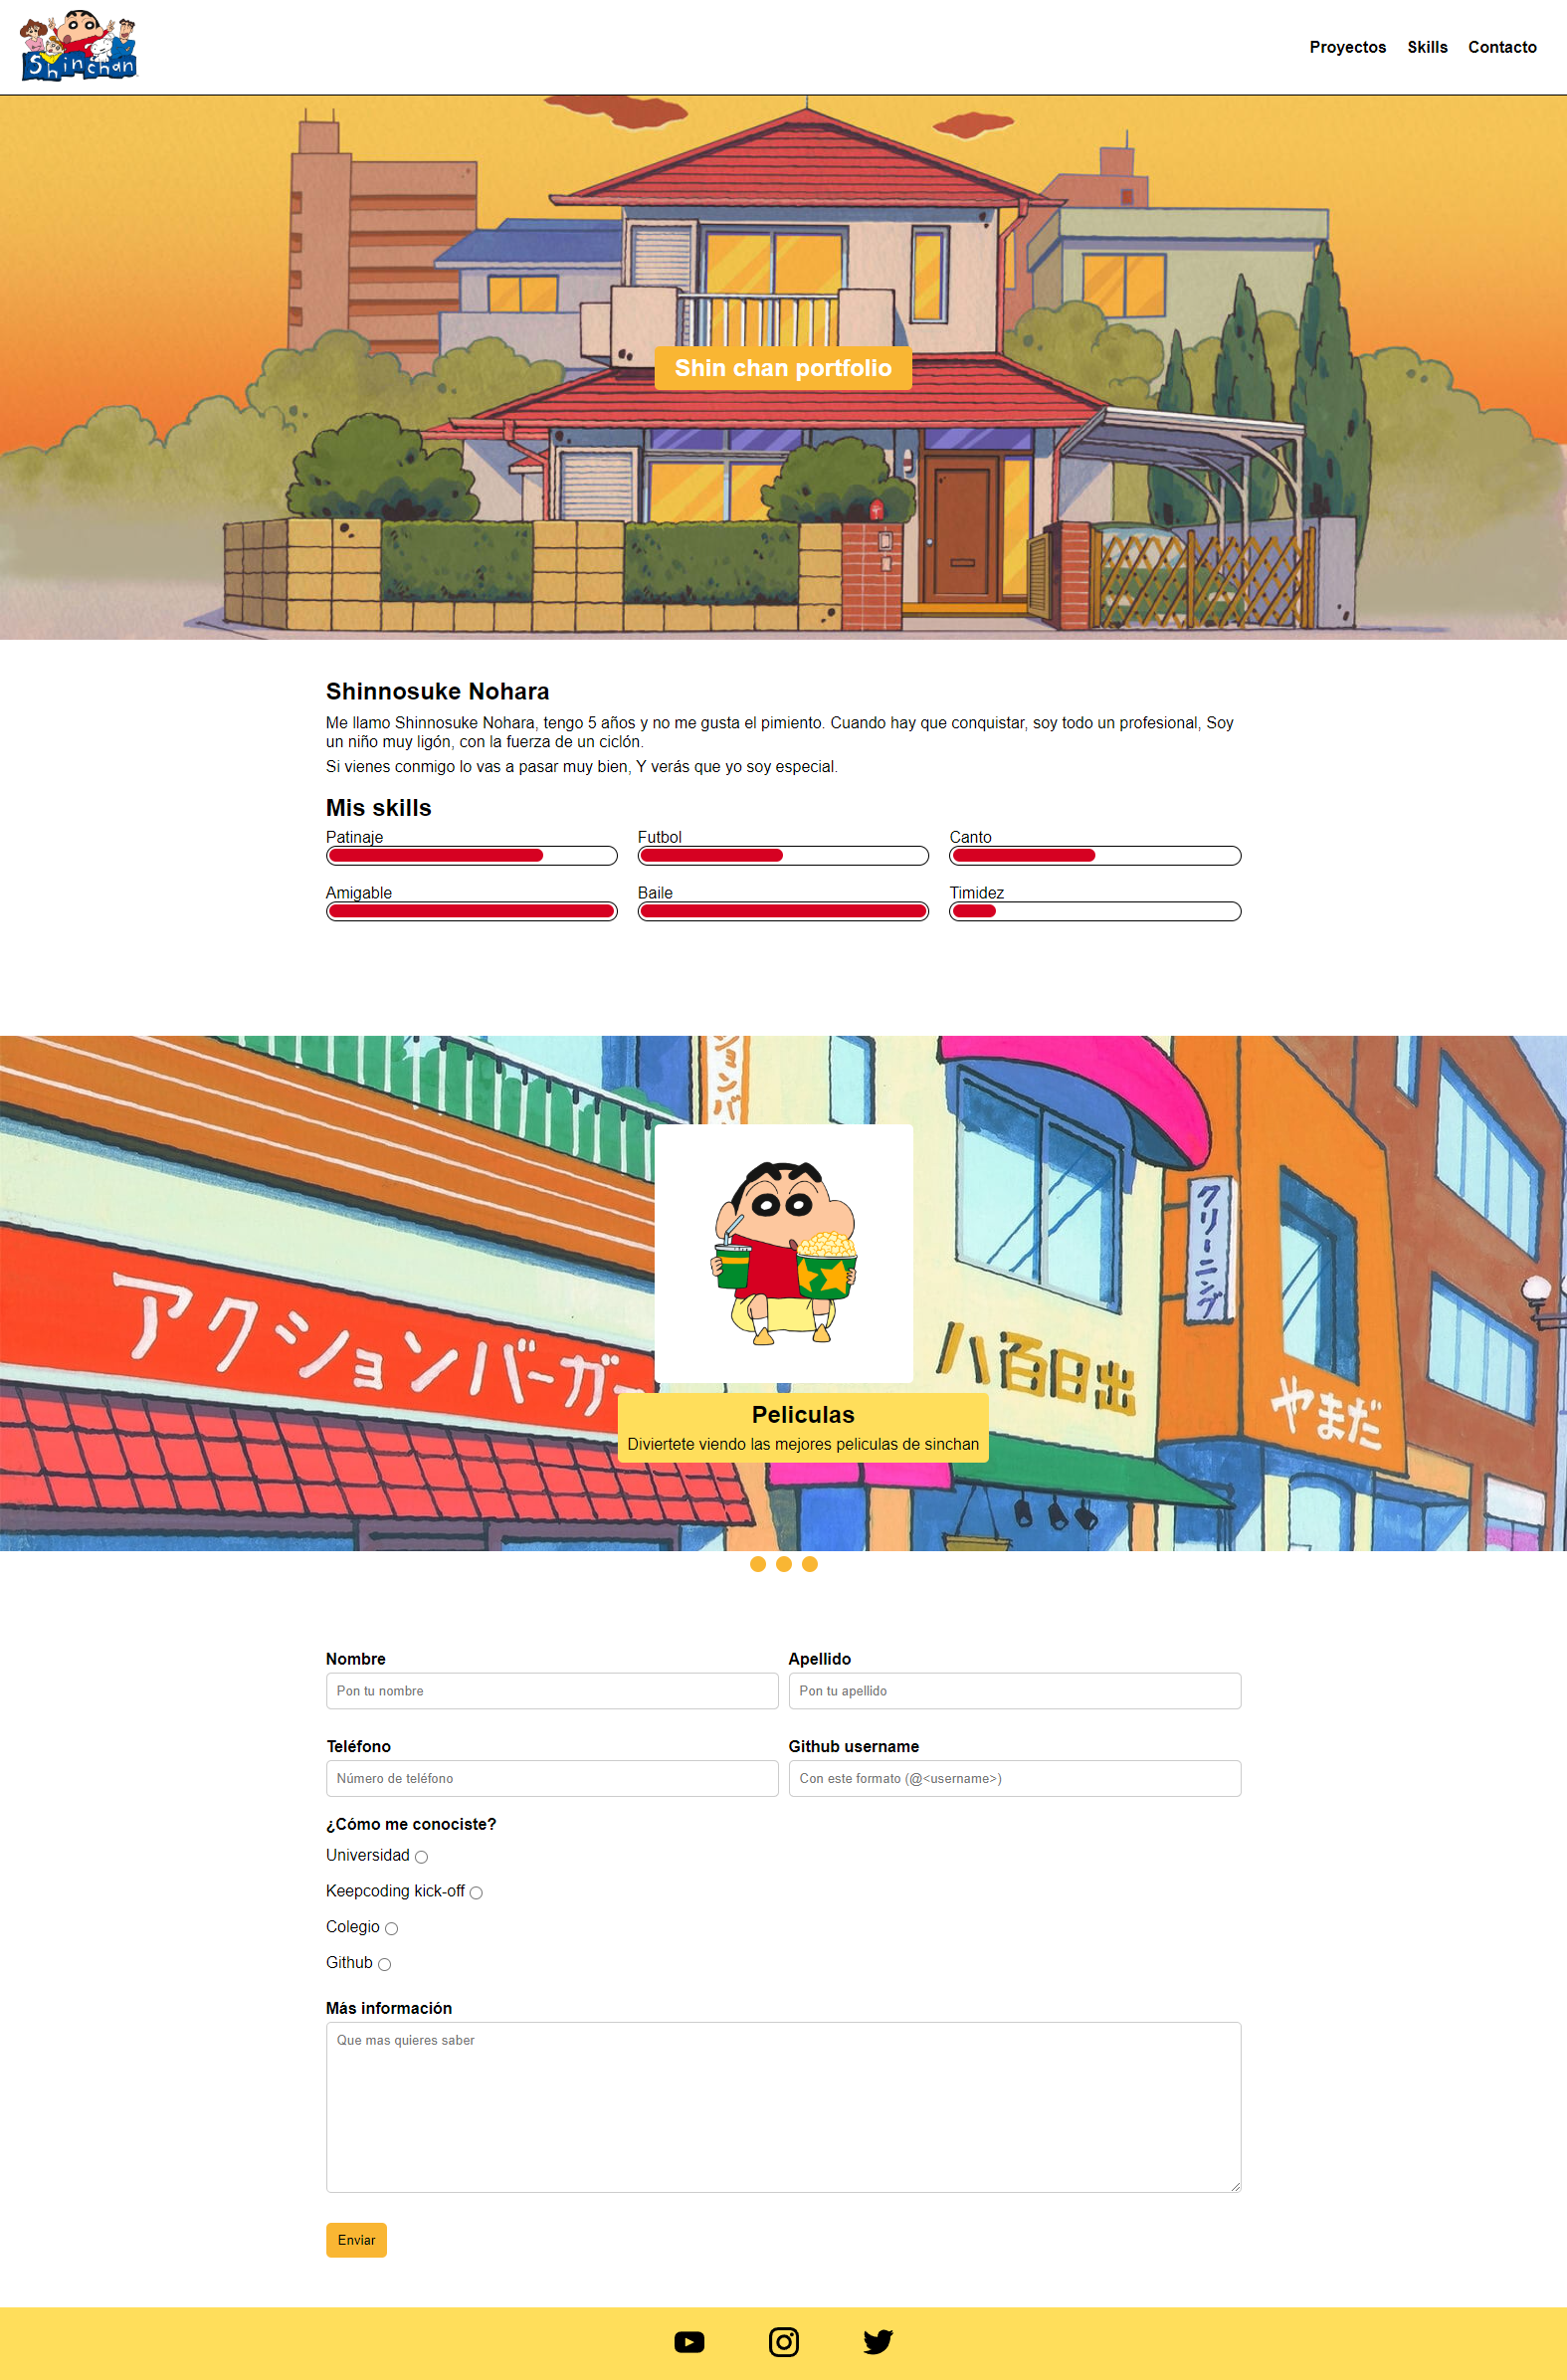 Shinchan
Proyectos Skills Contacto
Shin chan portfolio
Shinnosuke Nohara
Me llamo Shinnosuke Nohara, tengo 5 años y no me gusta el pimiento. Cuando hay que conquistar, soy todo un profesional, Soy
un niño muy ligón, con la fuerza de un ciclón.
Si vienes conmigo lo vas a pasar muy bien, Y verás que yo soy especial.
Mis skills
Patinaje Futbol Canto
Amigable Baile Timidez
ションバ
クリーニング
アクションバーガー
八百日出
やまだ
Peliculas
Diviertete viendo las mejores peliculas de sinchan
Nombre Apellido
Pon tu nombre Pon tu apellido
Teléfono Github username
Número de teléfono Con este formato (@<username>)
¿Cómo me conociste?
Universidad
Keepcoding kick-off
Colegio
Github
Más información
Que mas quieres saber
Enviar